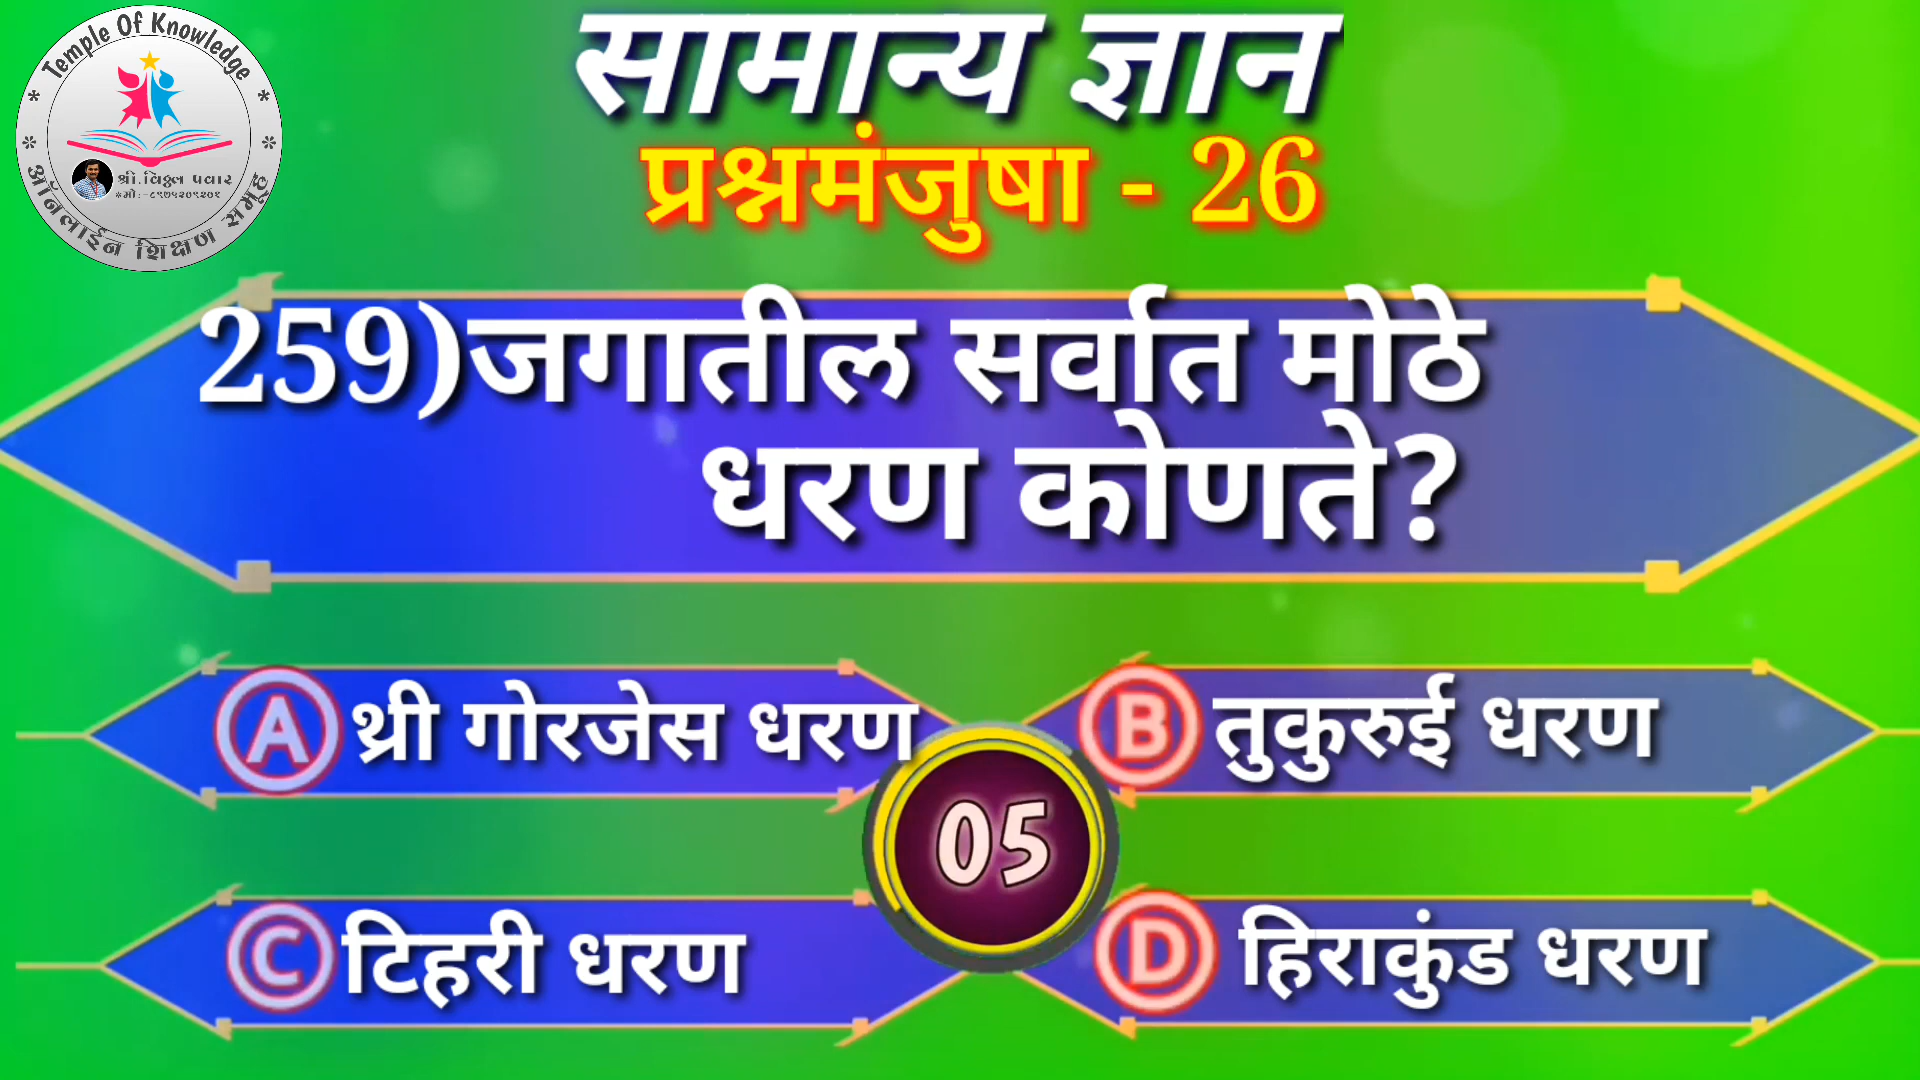 * Temple Of Knowledge *
श्री.विठ्ठल पवार
*मो:-८९७५२०९२०९
* ऑनलाईन शिक्षण समूह *
सामान्य ज्ञान
प्रश्नमंजुषा - 26
259)जगातील सर्वात मोठे
धरण कोणते?
A थ्री गोरजेस धरण
B तुकुरुई धरण
05
C टिहरी धरण
D हिराकुंड धरण